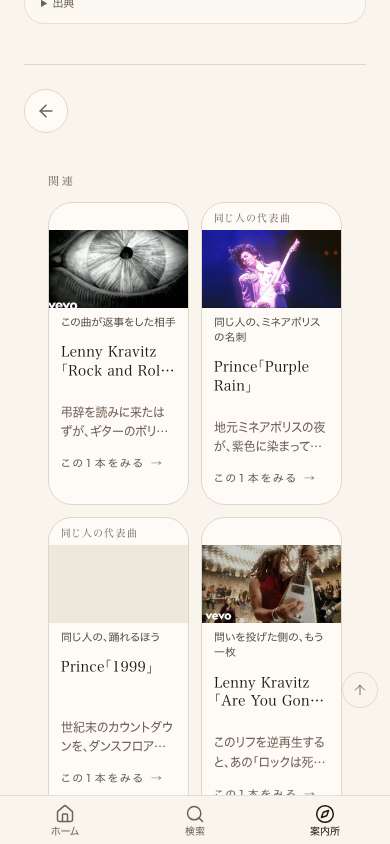 ▶ 出典
関連
この曲が返事をした相手
Lenny Kravitz
「Rock and Rol…
弔辞を読みに来たは
ずが、ギターのボリ…
この1本をみる →
同じ人の代表曲
同じ人の、ミネアポリス
の名刺
Prince「Purple
Rain」
地元ミネアポリスの夜
が、紫色に染まって…
この1本をみる →
同じ人の代表曲
同じ人の、踊れるほう
Prince「1999」
世紀末のカウントダウ
ンを、ダンスフロア…
この1本をみる →
vevo
問いを投げた側の、もう
一枚
Lenny Kravitz
「Are You Gon…
このリフを逆再生する
と、あの「ロックは死…
この1本をみる →
vevo
ホーム
検索
案内所